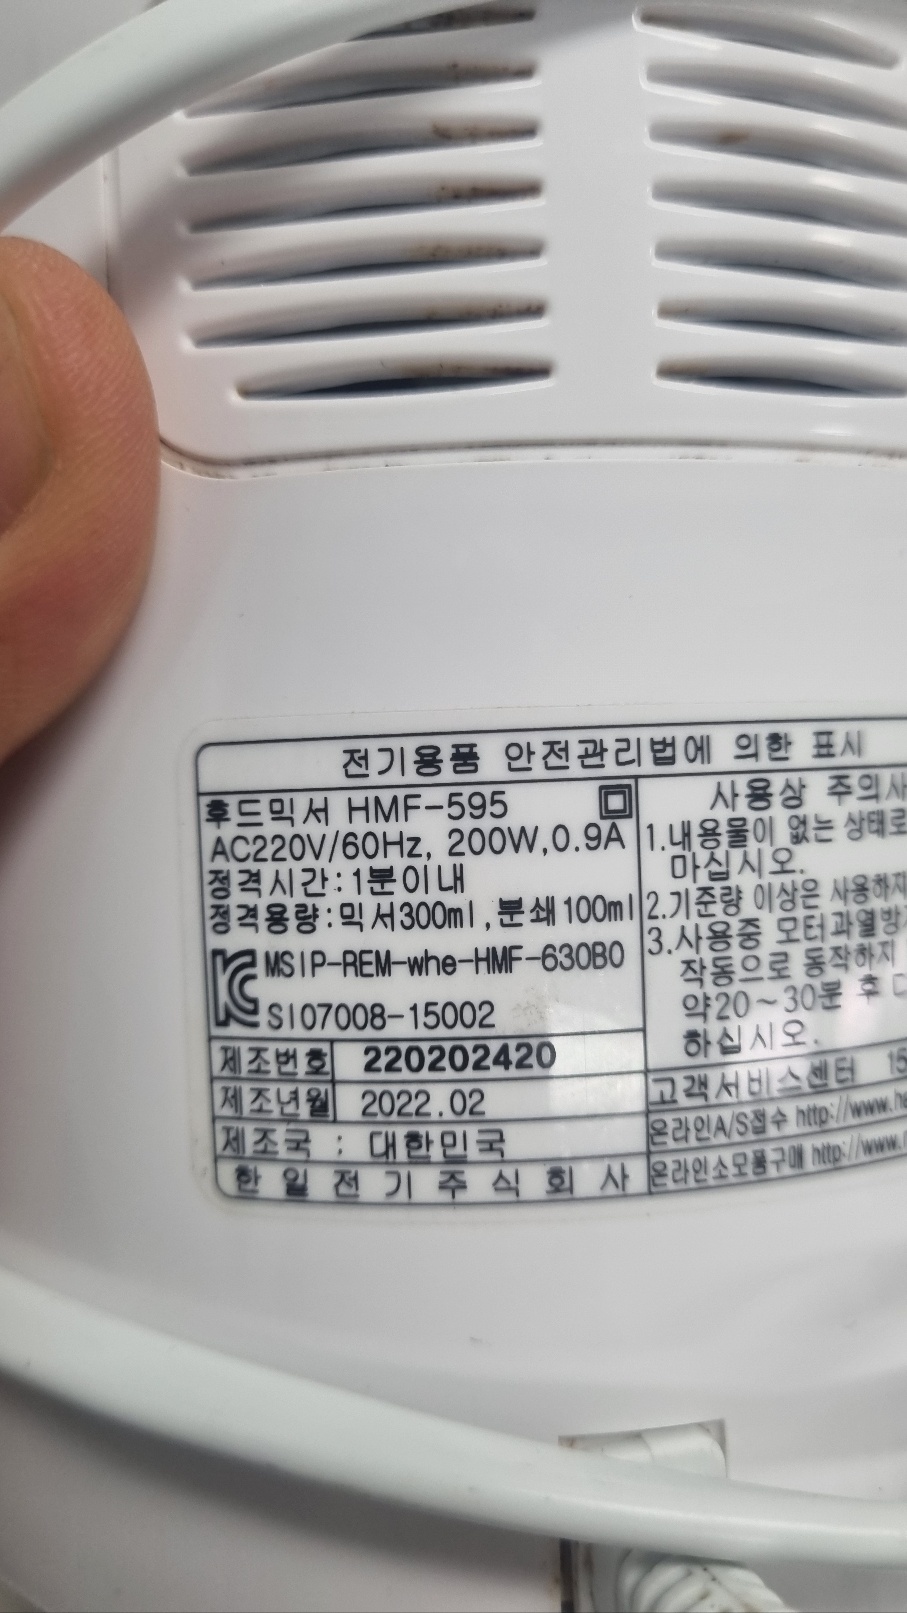 전기용품 안전관리법에 의한 표시
후드믹서 HMF-595
AC220V/60Hz, 200W,0.9A
정격시간:1분이내
정격용량:믹서300ml,분쇄100ml
MSIP-REM-whe-HMF-630B0
SI07008-15002
제조번호 220202420
제조년월 2022.02
제조국 : 대한민국
한일전기주식회사
사용상 주의사
1.내용물이 없는 상태로
마십시오.
2.기준량 이상은 사용하지
3.사용중 모터과열방지
작동으로 동작하지
약20~30분 후
하십시오.
고객서비스센터 15
온라인A/S접수 http://www.ha
온라인소모품구매 http://www.